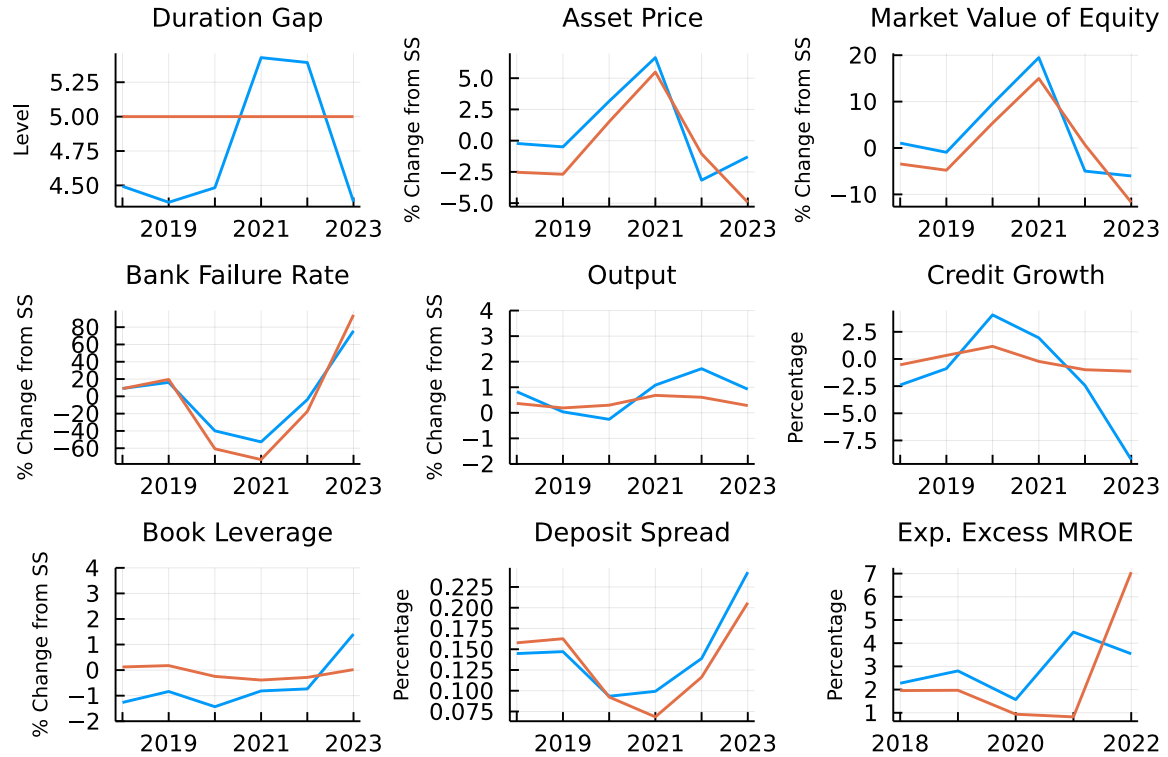 Duration Gap
Level
5.25
5.00
4.75
4.50
2019 2021 2023
Asset Price
% Change from SS
5.0
2.5
0.0
−2.5
−5.0
2019 2021 2023
Market Value of Equity
% Change from SS
20
10
0
−10
2019 2021 2023
Bank Failure Rate
% Change from SS
80
60
40
20
0
−20
−40
−60
2019 2021 2023
Output
% Change from SS
4
3
2
1
0
−1
−2
2019 2021 2023
Credit Growth
Percentage
2.5
0.0
−2.5
−5.0
−7.5
2019 2021 2023
Book Leverage
% Change from SS
4
3
2
1
0
−1
−2
2019 2021 2023
Deposit Spread
Percentage
0.225
0.200
0.175
0.150
0.125
0.100
0.075
2019 2021 2023
Exp. Excess MROE
Percentage
7
6
5
4
3
2
1
2018 2020 2022